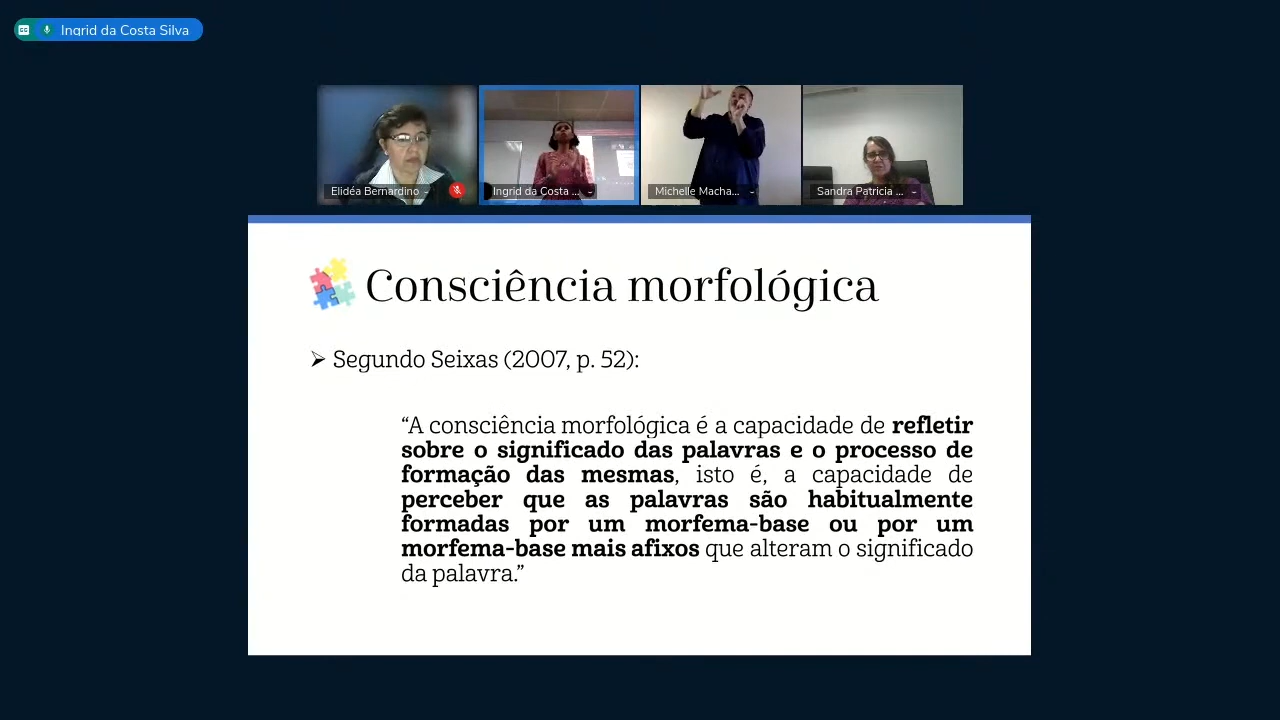 Ingrid da Costa Silva
Elidéa Bernardino
Ingrid da Costa ...
Michelle Macha...
Sandra Patricia ...
Consciência morfológica
➢ Segundo Seixas (2007, p. 52):
“A consciência morfológica é a capacidade de refletir
sobre o significado das palavras e o processo de
formação das mesmas, isto é, a capacidade de
perceber que as palavras são habitualmente
formadas por um morfema-base ou por um
morfema-base mais afixos que alteram o significado
da palavra.”